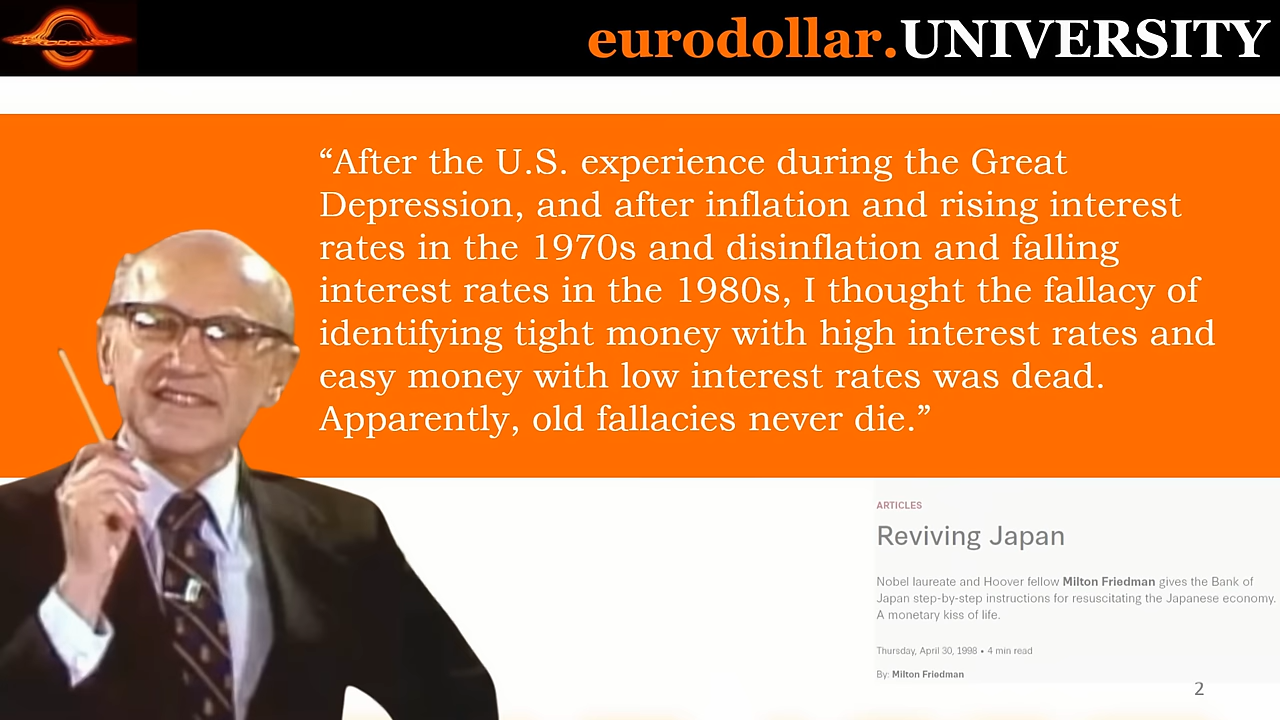 eurodollar.UNIVERSITY
“After the U.S. experience during the Great
Depression, and after inflation and rising interest
rates in the 1970s and disinflation and falling
interest rates in the 1980s, I thought the fallacy of
identifying tight money with high interest rates and
easy money with low interest rates was dead.
Apparently, old fallacies never die.”
ARTICLES
Reviving Japan
Nobel laureate and Hoover fellow Milton Friedman gives the Bank of
Japan step-by-step instructions for resuscitating the Japanese economy.
A monetary kiss of life.
Thursday, April 30, 1998 • 4 min read
By: Milton Friedman
2